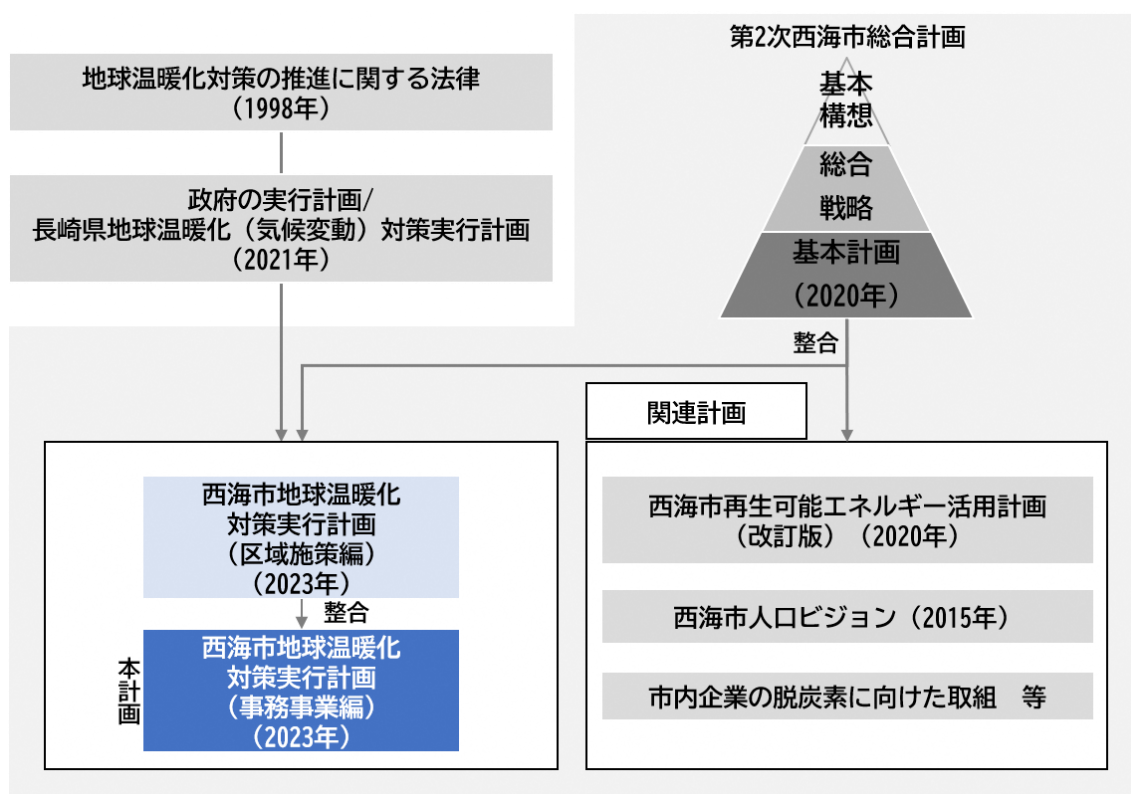 地球温暖化対策の推進に関する法律
(1998年)
政府の実行計画/
長崎県地球温暖化(気候変動)対策実行計画
(2021年)
第2次西海市総合計画
基本
構想
総合
戦略
基本計画
(2020年)
整合
関連計画
西海市地球温暖化
対策実行計画
(区域施策編)
(2023年)
整合
本計画
西海市地球温暖化
対策実行計画
(事務事業編)
(2023年)
西海市再生可能エネルギー活用計画
(改訂版)(2020年)
西海市人口ビジョン(2015年)
市内企業の脱炭素に向けた取組　等